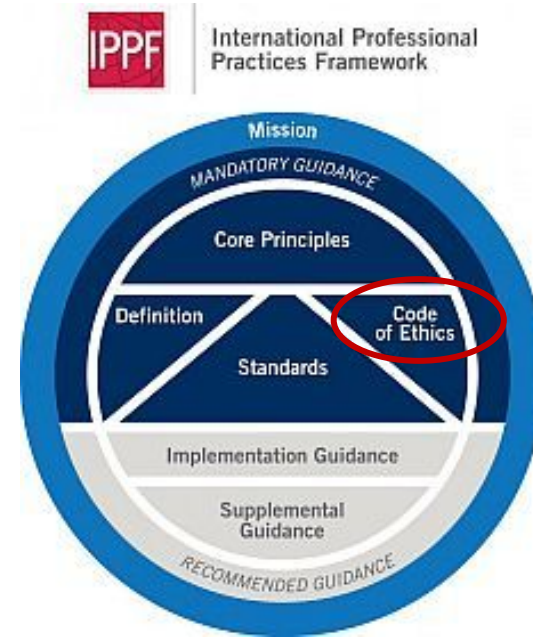 IPPF
International Professional
Practices Framework
Mission
MANDATORY GUIDANCE
Core Principles
Definition
Code
of Ethics
Standards
Implementation Guidance
Supplemental
Guidance
RECOMMENDED GUIDANCE